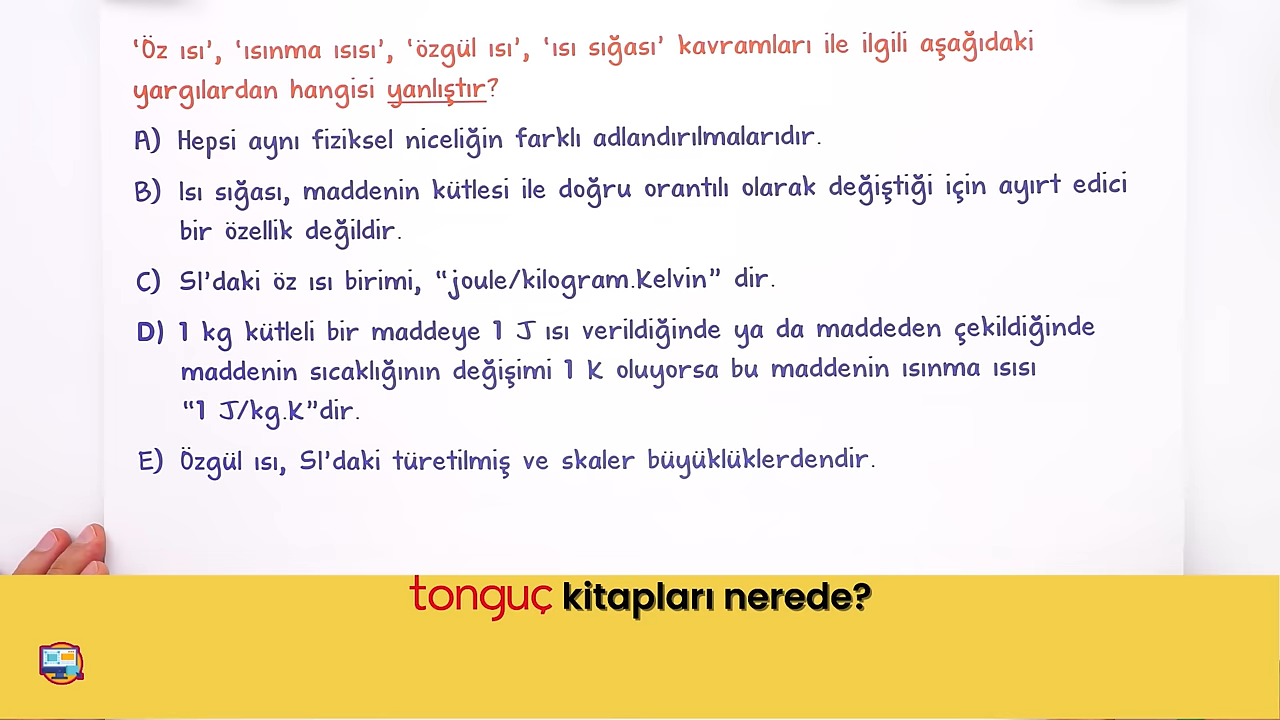 ‘Öz ısı’, ‘ısınma ısısı’, ‘özgül ısı’, ‘ısı sığası’ kavramları ile ilgili aşağıdaki
yargılardan hangisi yanlıştır?
A) Hepsi aynı fiziksel niceliğin farklı adlandırılmalarıdır.
B) Isı sığası, maddenin kütlesi ile doğru orantılı olarak değiştiği için ayırt edici
bir özellik değildir.
C) SI’daki öz ısı birimi, “joule/kilogram.Kelvin” dir.
D) 1 kg kütleli bir maddeye 1 J ısı verildiğinde ya da maddeden çekildiğinde
maddenin sıcaklığının değişimi 1 K oluyorsa bu maddenin ısınma ısısı
“1 J/kg.K”dir.
E) Özgül ısı, SI’daki türetilmiş ve skaler büyüklüklerdendir.
tonguç kitapları nerede?